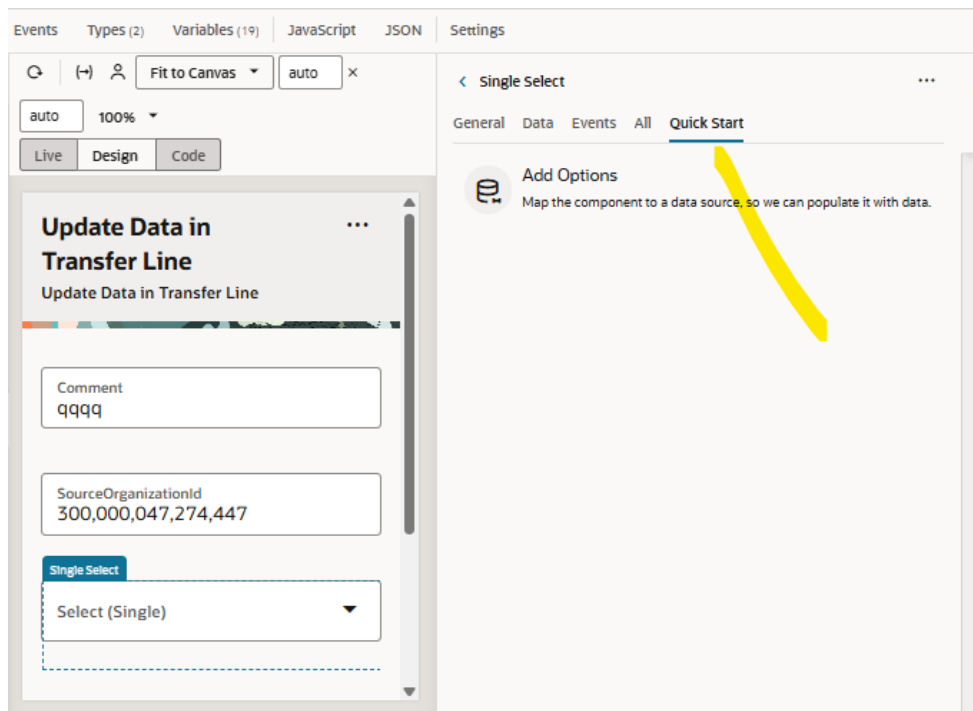 Events Types (2) Variables (19) JavaScript JSON Settings
Fit to Canvas auto ×
auto 100%
Live Design Code
Update Data in
Transfer Line
Update Data in Transfer Line
Comment
qqqq
SourceOrganizationId
300,000,047,274,447
Single Select
Select (Single)
Single Select
General Data Events All Quick Start
Add Options
Map the component to a data source, so we can populate it with data.